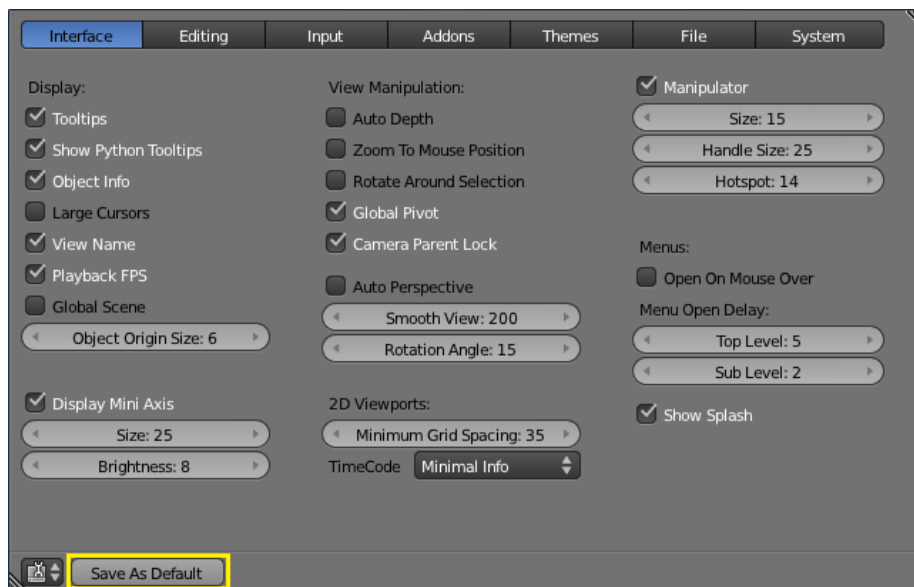 Interface Editing Input Addons Themes File System
Display:
Tooltips
Show Python Tooltips
Object Info
Large Cursors
View Name
Playback FPS
Global Scene
Object Origin Size: 6
Display Mini Axis
Size: 25
Brightness: 8
View Manipulation:
Auto Depth
Zoom To Mouse Position
Rotate Around Selection
Global Pivot
Camera Parent Lock
Auto Perspective
Smooth View: 200
Rotation Angle: 15
2D Viewports:
Minimum Grid Spacing: 35
TimeCode Minimal Info
Manipulator
Size: 15
Handle Size: 25
Hotspot: 14
Menus:
Open On Mouse Over
Menu Open Delay:
Top Level: 5
Sub Level: 2
Show Splash
Save As Default